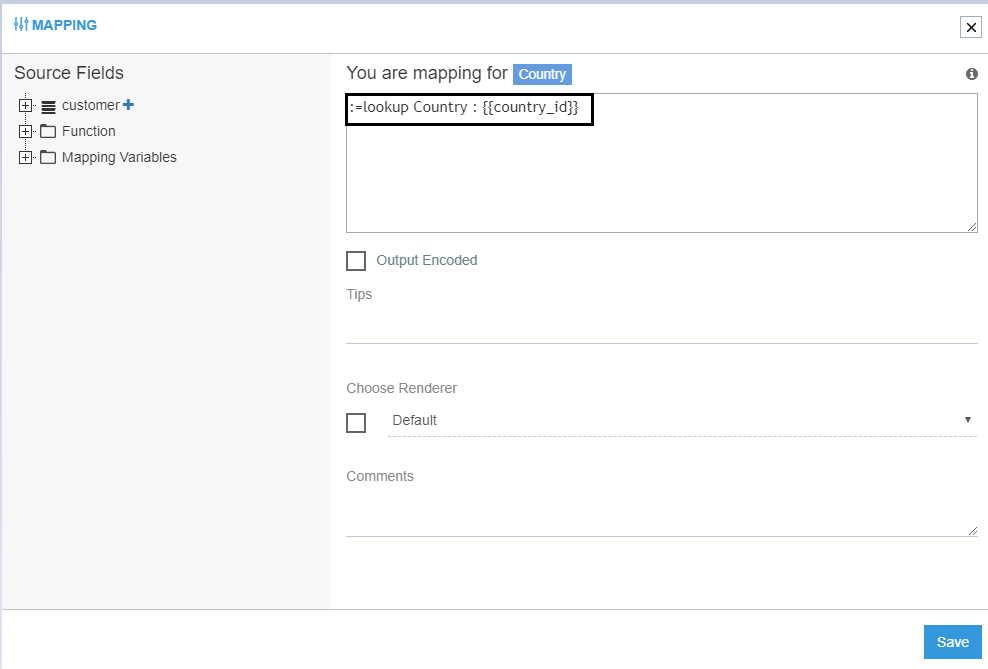 MAPPING
Source Fields
customer
Function
Mapping Variables
You are mapping for Country
:=lookup Country : {{country_id}}
Output Encoded
Tips
Choose Renderer
Default
Comments
Save